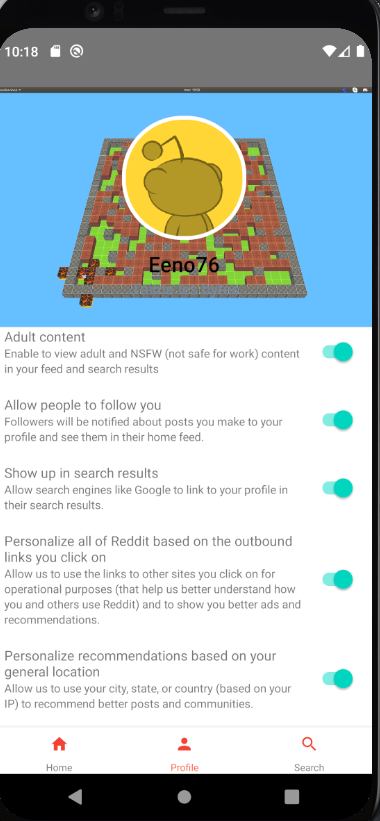 10:18
Eeno76
Adult content
Enable to view adult and NSFW (not safe for work) content
in your feed and search results
Allow people to follow you
Followers will be notified about posts you make to your
profile and see them in their home feed.
Show up in search results
Allow search engines like Google to link to your profile in
their search results.
Personalize all of Reddit based on the outbound
links you click on
Allow us to use the links to other sites you click on for
operational purposes (that help us better understand how
you and others use Reddit) and to show you better ads and
recommendations.
Personalize recommendations based on your
general location
Allow us to use your city, state, or country (based on your
IP) to recommend better posts and communities.
Home
Profile
Search